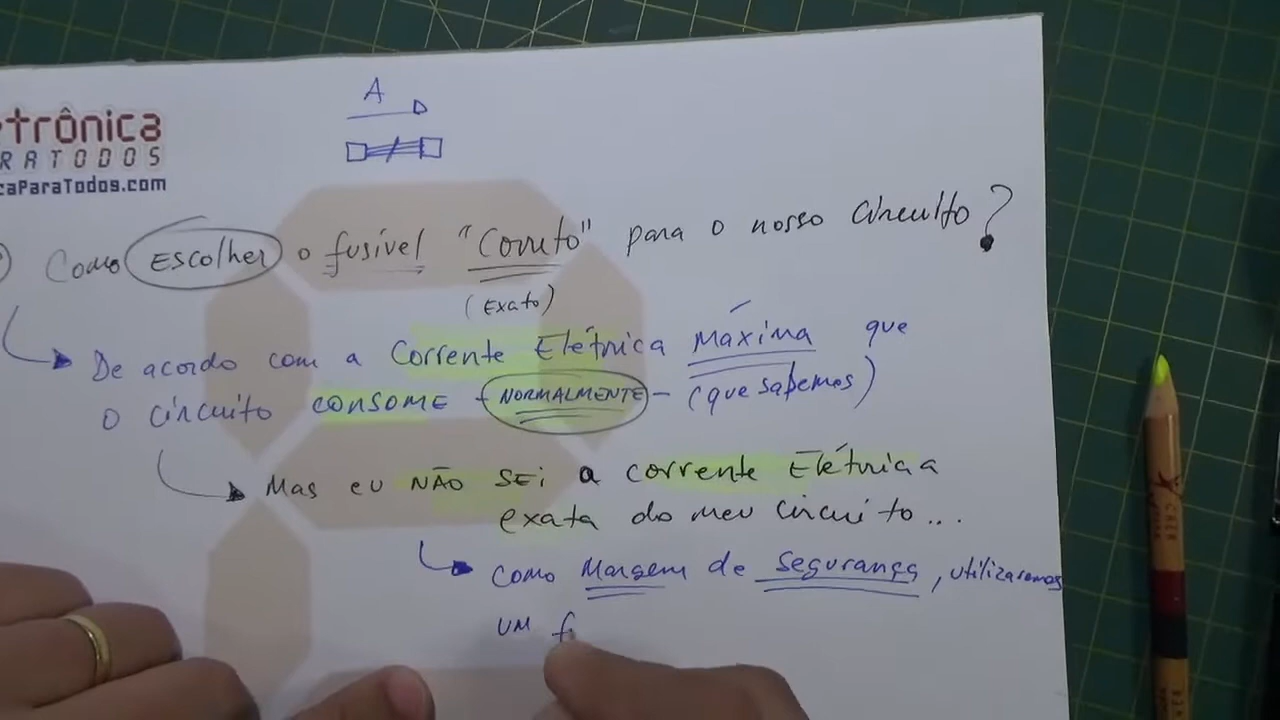 trônica
RATODOS
caParaTodos.com
A
Como Escolher o fusível "Correto" para o nosso circuito?
(Exato)
De acordo com a Corrente Elétrica Máxima que
o circuito consome - NORMALMENTE - (que sabemos)
Mas eu NÃO SEi a corrente Elétrica
exata do meu circuito...
Como Margem de Segurança, utilizaremos
UM f